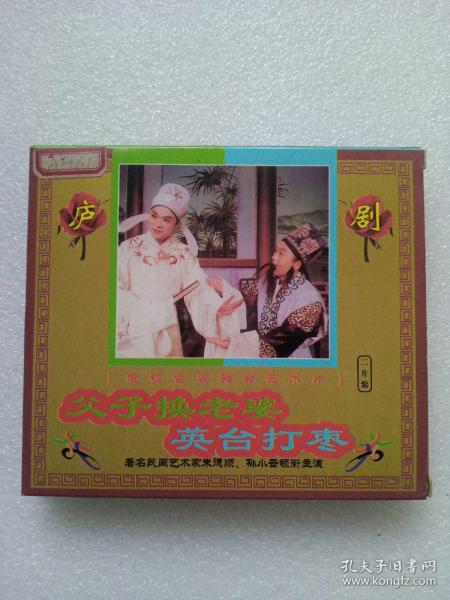 庐 剧
二片装
父子换老婆
英台打枣
著名民间艺术家朱德顺、孙小云领衔主演
孔夫子旧书网
www.kongfz.com